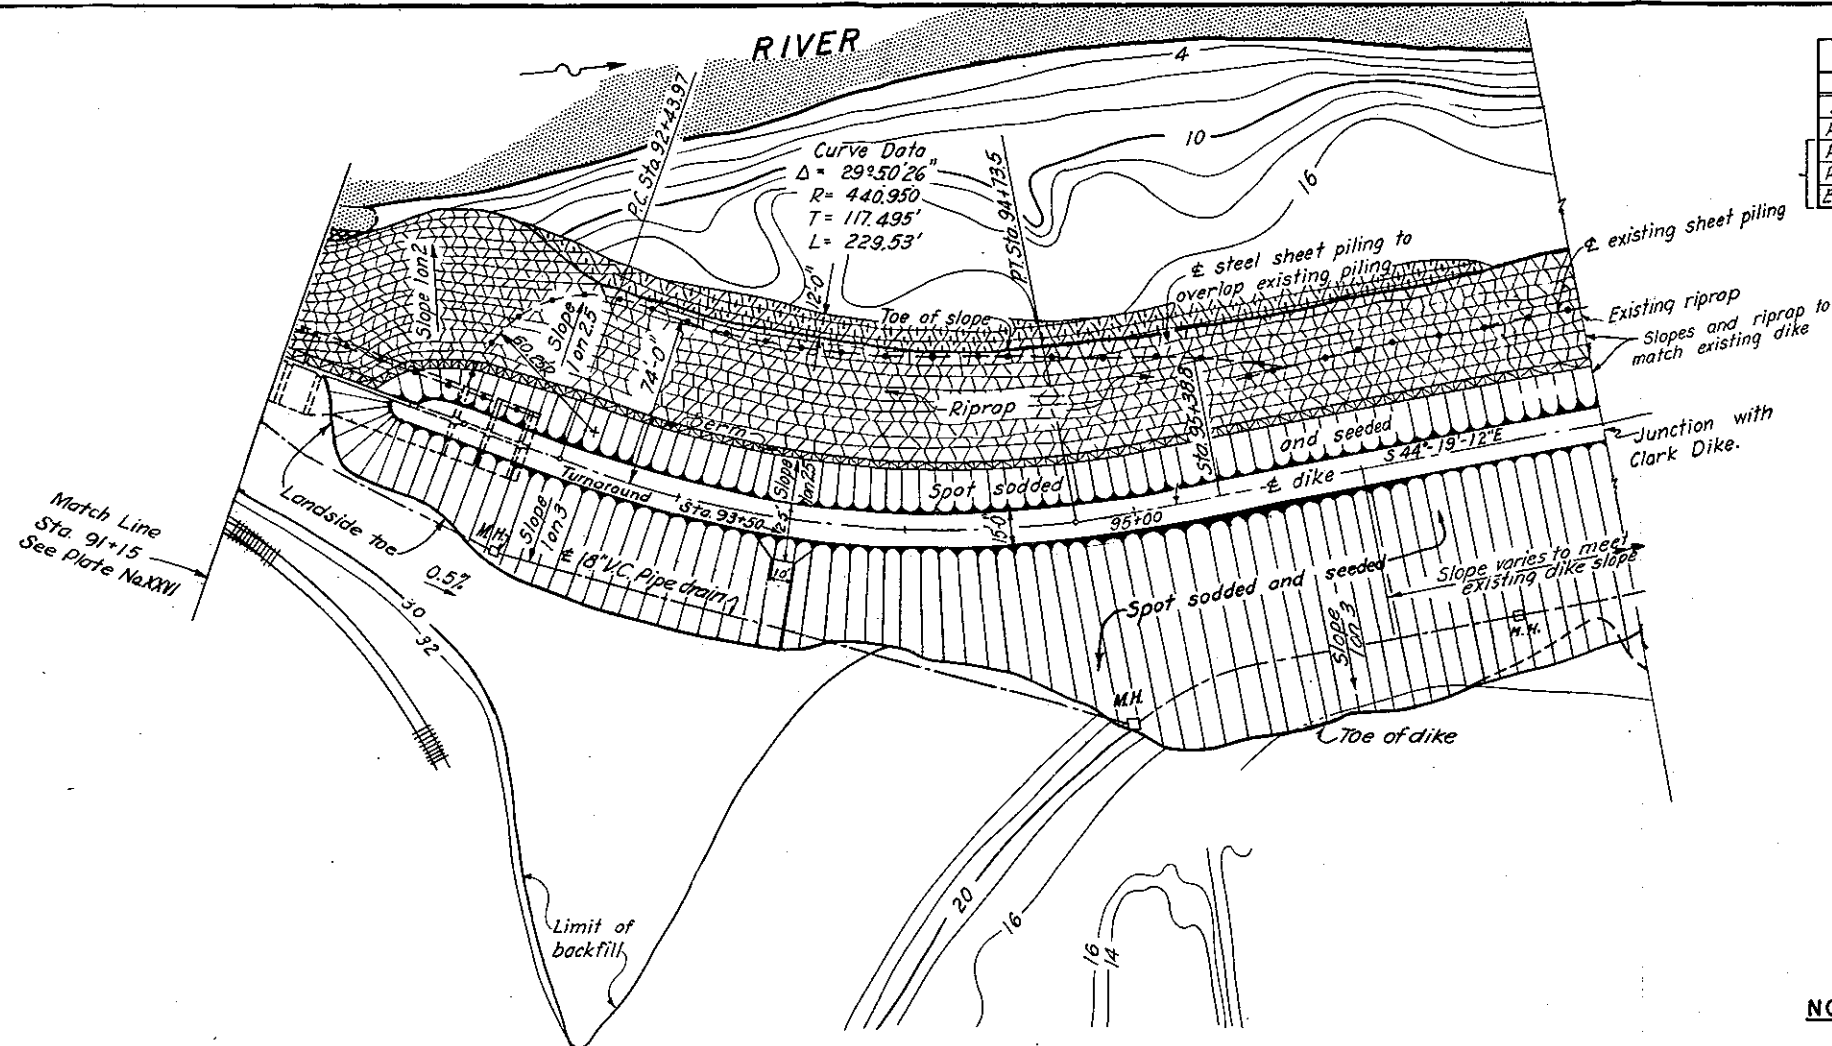 RIVER
4
10
16
P.C. Sta. 92+43.97
Curve Data
Δ = 29°50'26"
R = 440.950
T = 117.495'
L = 229.53'
P.T. Sta. 94+73.5
℄ steel sheet piling to
overlap existing piling
℄ existing sheet piling
Existing riprap
Slopes and riprap to
match existing dike
Junction with
Clark Dike.
Slope 1 on 2
Slope
1 on 2.5
74'-0"
12'-0"
Toe of slope
Riprap
Berm
Sta. 95+38.5
Spot sodded
and seeded
S 44°-19'-12"E
℄ dike
Turnaround
Sta. 93+50
Slope
1 on 2.5
15'-0"
95+00
10'
Match Line
Sta. 91+15
See Plate No. XXVI
Landside toe
M.H.
Slope
1 on 3
℄ 18" V.C. Pipe drain
0.5%
30
32
Spot sodded and seeded
Slope varies to meet
existing dike slope
Slope
1 on 3
M.H.
M.H.
Toe of dike
Limit of
backfill
20
16
16
14